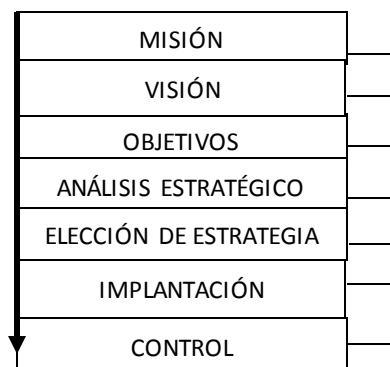 MISIÓN
VISIÓN
OBJETIVOS
ANÁLISIS ESTRATÉGICO
ELECCIÓN DE ESTRATEGIA
IMPLANTACIÓN
CONTROL